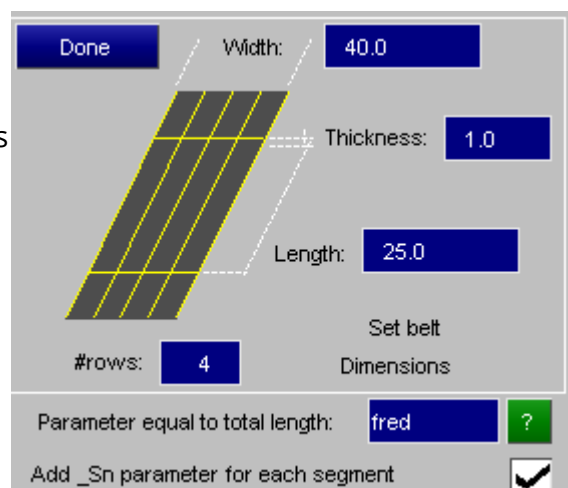 Done
Width: 40.0
s
Thickness: 1.0
Length: 25.0
Set belt
#rows: 4
Dimensions
Parameter equal to total length: fred ?
Add _Sn parameter for each segment